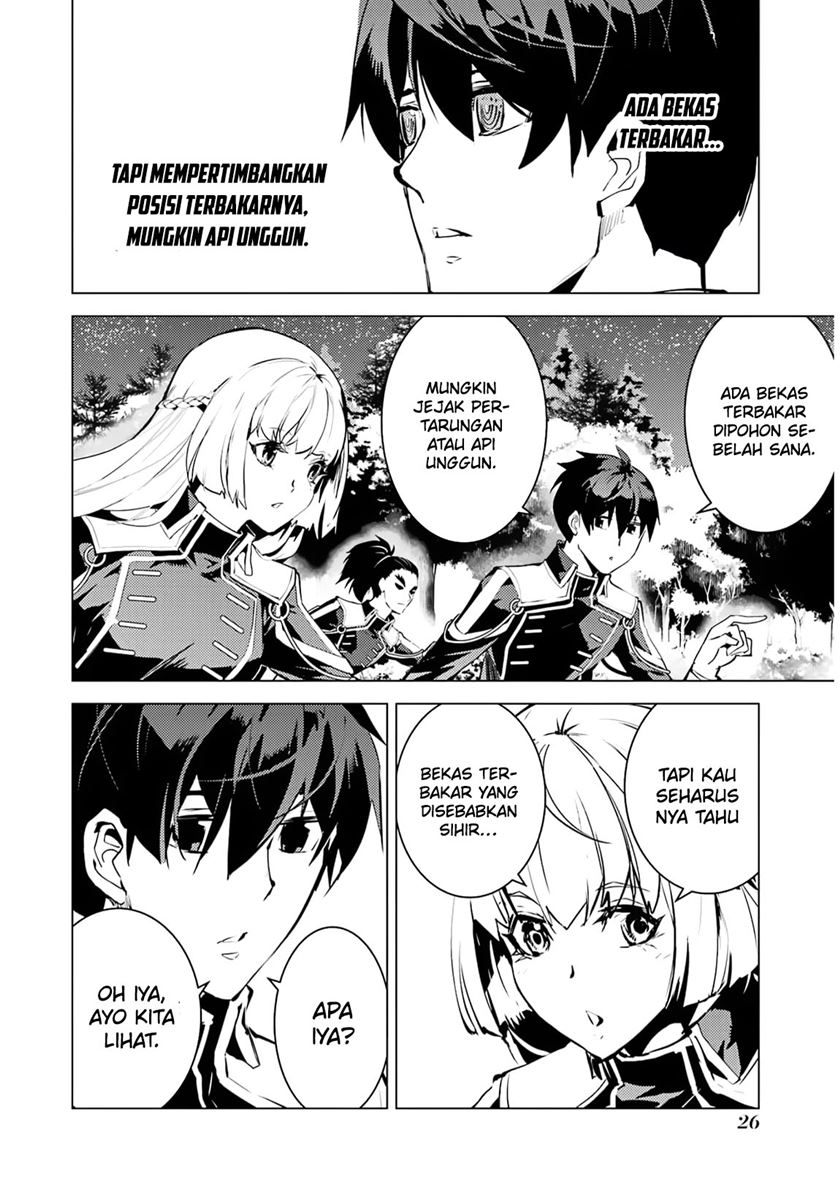 ADA BEKAS
TERBAKAR...
TAPI MEMPERTIMBANGKAN
POSISI TERBAKARNYA,
MUNGKIN API UNGGUN.
ADA BEKAS
TERBAKAR
DIPOHON SE-
BELAH SANA.
MUNGKIN
JEJAK PER-
TARUNGAN
ATAU API
UNGGUN.
TAPI KAU
SEHARUS
NYA TAHU
BEKAS TER-
BAKAR YANG
DISEBABKAN
SIHIR...
APA
IYA?
OH IYA,
AYO KITA
LIHAT.
26